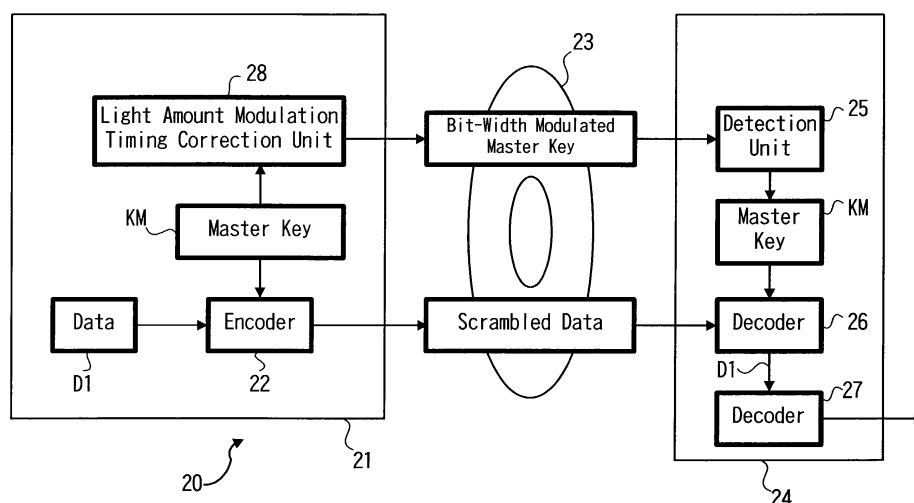 28
Light Amount Modulation
Timing Correction Unit
KM
Master Key
Data
D1
Encoder
22
20
21
23
Bit-Width Modulated
Master Key
Scrambled Data
25
Detection
Unit
KM
Master
Key
Decoder
26
D1
27
Decoder
24